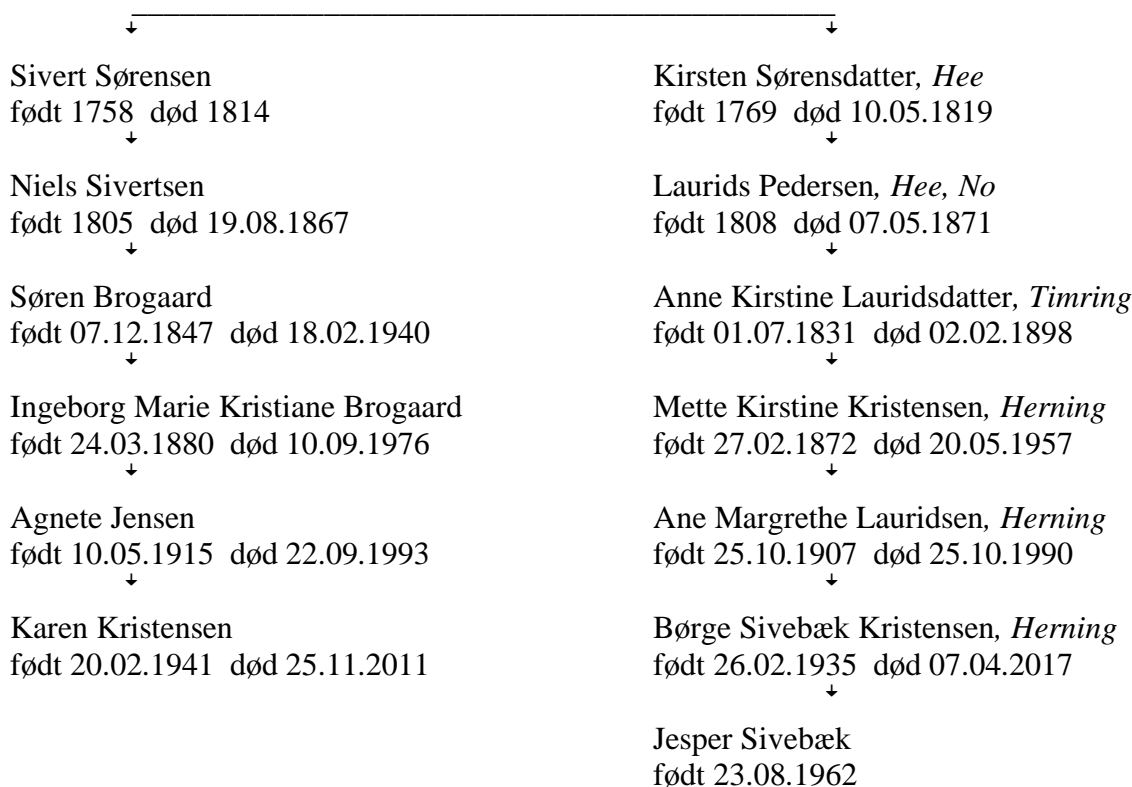 Sivert Sørensen
født 1758 død 1814
Niels Sivertsen
født 1805 død 19.08.1867
Søren Brogaard
født 07.12.1847 død 18.02.1940
Ingeborg Marie Kristiane Brogaard
født 24.03.1880 død 10.09.1976
Agnete Jensen
født 10.05.1915 død 22.09.1993
Karen Kristensen
født 20.02.1941 død 25.11.2011
Kirsten Sørensdatter, Hee
født 1769 død 10.05.1819
Laurids Pedersen, Hee, No
født 1808 død 07.05.1871
Anne Kirstine Lauridsdatter, Timring
født 01.07.1831 død 02.02.1898
Mette Kirstine Kristensen, Herning
født 27.02.1872 død 20.05.1957
Ane Margrethe Lauridsen, Herning
født 25.10.1907 død 25.10.1990
Børge Sivebæk Kristensen, Herning
født 26.02.1935 død 07.04.2017
Jesper Sivebæk
født 23.08.1962